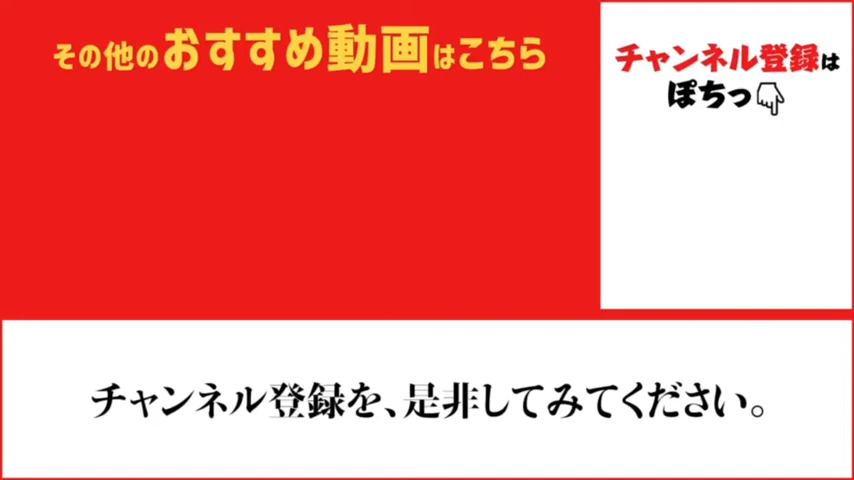 その他のおすすめ動画はこちら
チャンネル登録は
ぽちっ
チャンネル登録を、是非してみてください。